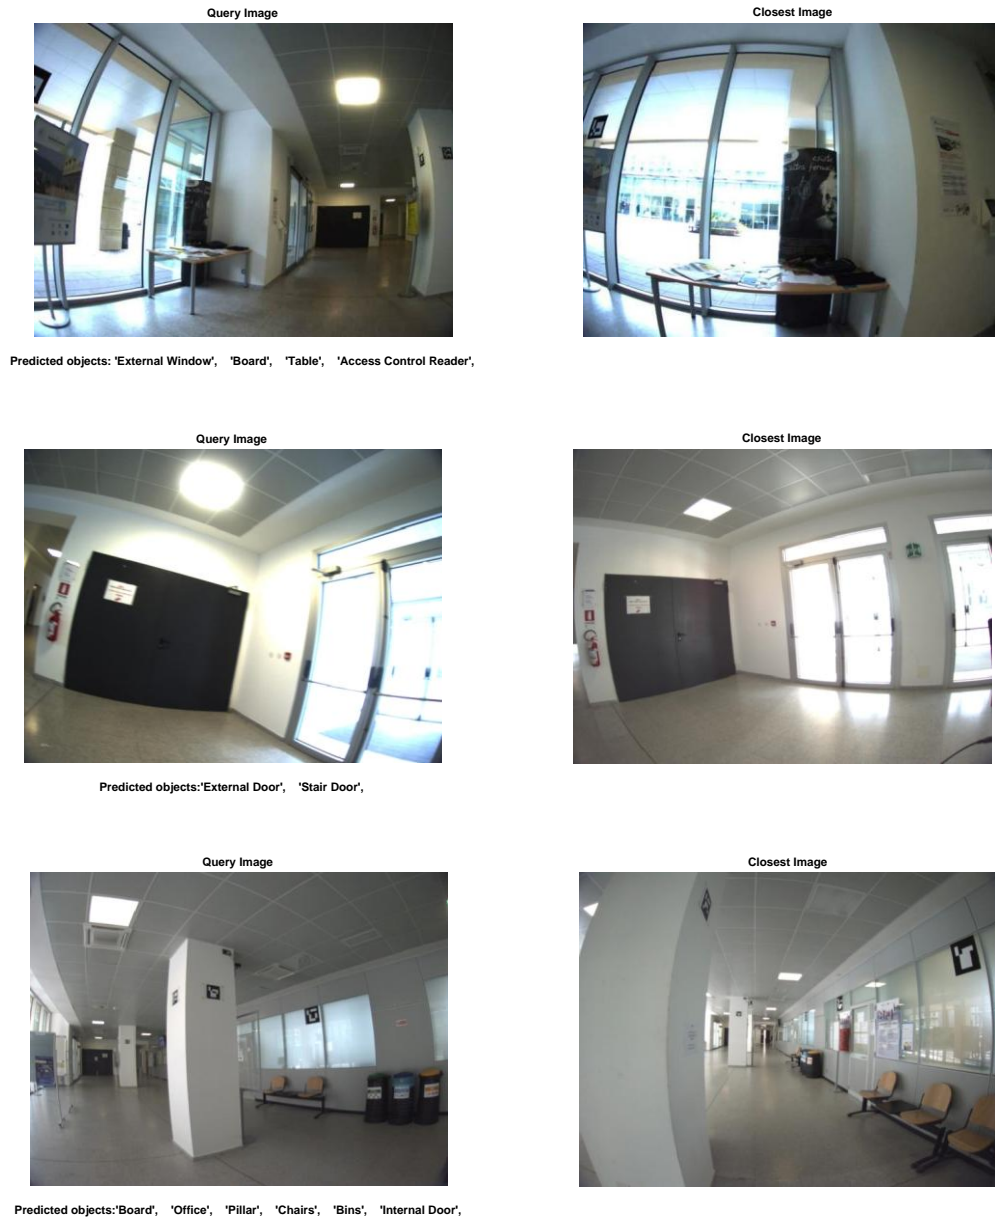 Query Image
Closest Image
Predicted objects: 'External Window', 'Board', 'Table', 'Access Control Reader',
Query Image
Closest Image
Predicted objects:'External Door', 'Stair Door',
Query Image
Closest Image
Predicted objects:'Board', 'Office', 'Pillar', 'Chairs', 'Bins', 'Internal Door',